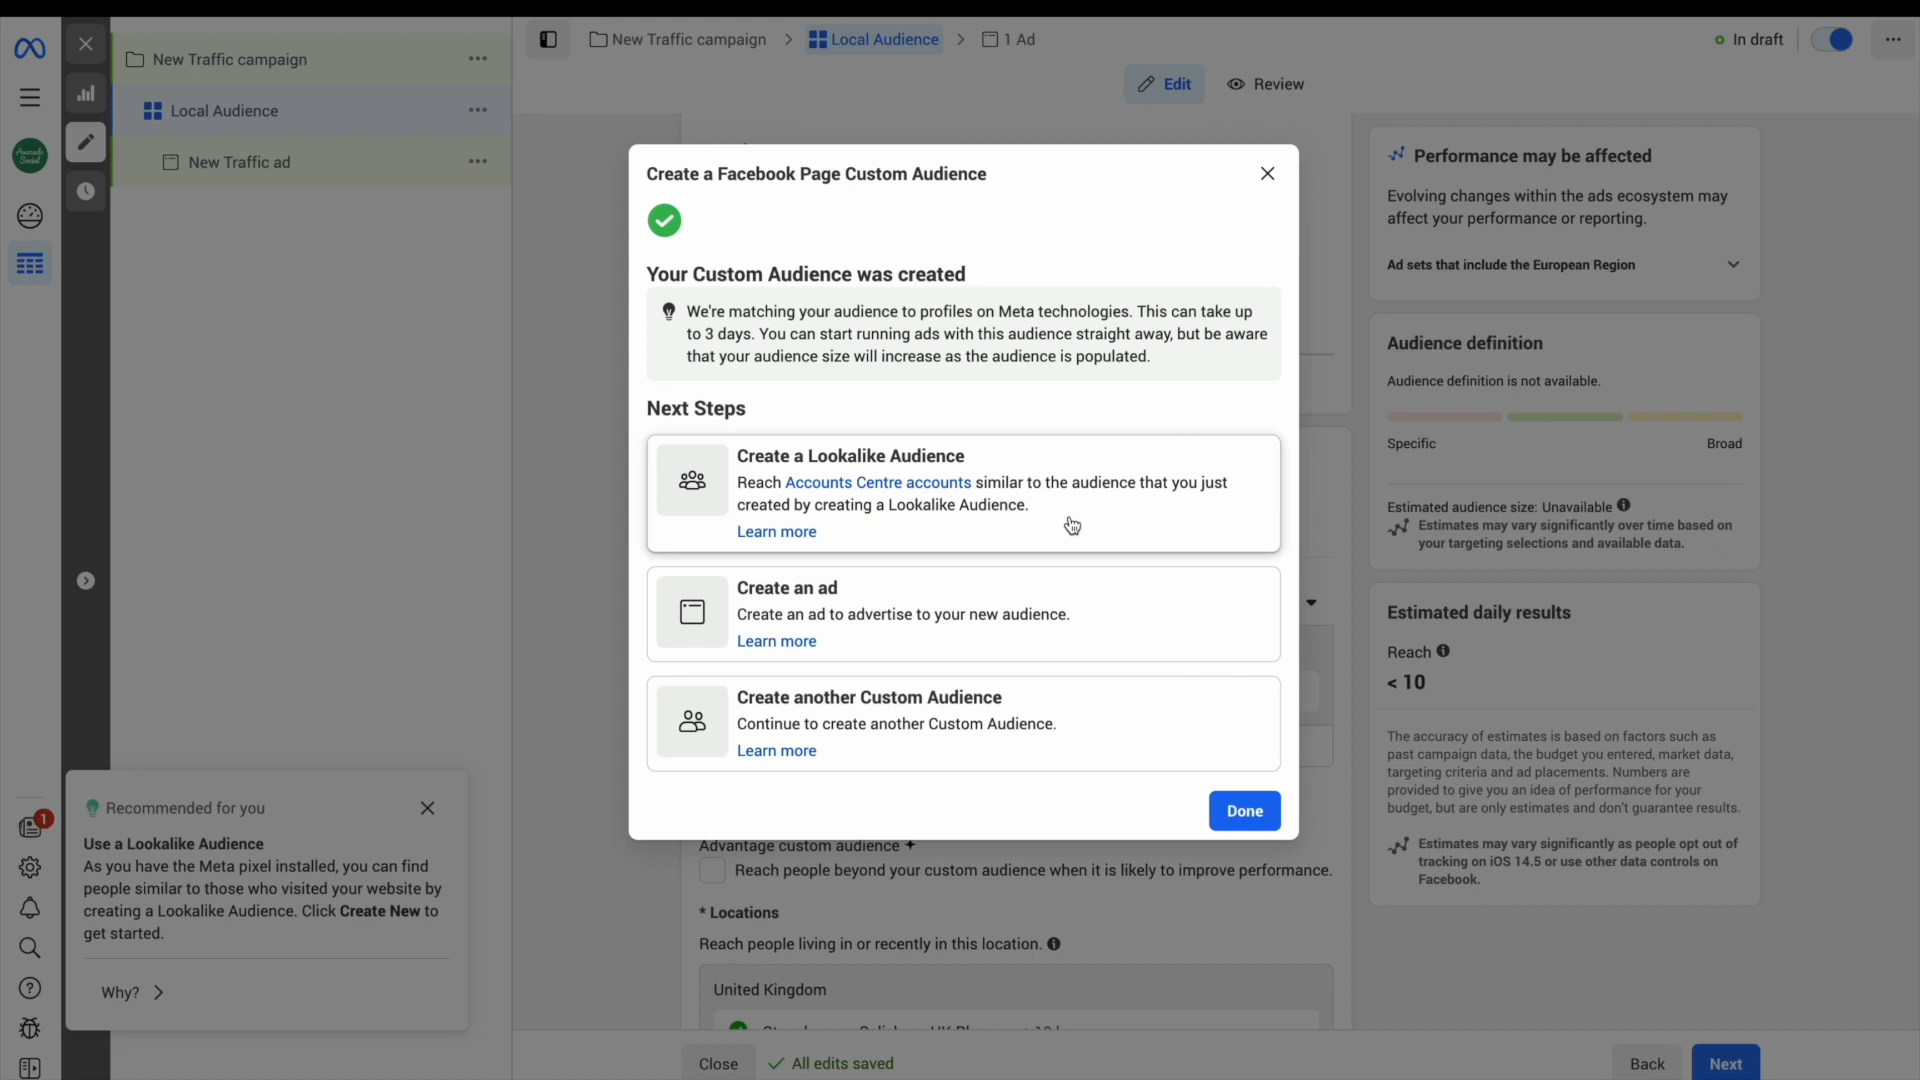 New Traffic campaign
Local Audience
New Traffic ad
New Traffic campaign
Local Audience
1 Ad
In draft
Edit
Review
Avocado
Social
Create a Facebook Page Custom Audience
Your Custom Audience was created
We're matching your audience to profiles on Meta technologies. This can take up
to 3 days. You can start running ads with this audience straight away, but be aware
that your audience size will increase as the audience is populated.
Next Steps
Create a Lookalike Audience
Reach Accounts Centre accounts similar to the audience that you just
created by creating a Lookalike Audience.
Learn more
Create an ad
Create an ad to advertise to your new audience.
Learn more
Create another Custom Audience
Continue to create another Custom Audience.
Learn more
Done
Advantage custom audience
Reach people beyond your custom audience when it is likely to improve performance.
* Locations
Reach people living in or recently in this location.
United Kingdom
Close
All edits saved
Back
Next
Performance may be affected
Evolving changes within the ads ecosystem may
affect your performance or reporting.
Ad sets that include the European Region
Audience definition
Audience definition is not available.
Specific
Broad
Estimated audience size: Unavailable
Estimates may vary significantly over time based on
your targeting selections and available data.
Estimated daily results
Reach
< 10
The accuracy of estimates is based on factors such as
past campaign data, the budget you entered, market data,
targeting criteria and ad placements. Numbers are
provided to give you an idea of performance for your
budget, but are only estimates and don't guarantee results.
Estimates may vary significantly as people opt out of
tracking on iOS 14.5 or use other data controls on
Facebook.
1
Recommended for you
Use a Lookalike Audience
As you have the Meta pixel installed, you can find
people similar to those who visited your website by
creating a Lookalike Audience. Click Create New to
get started.
Why?